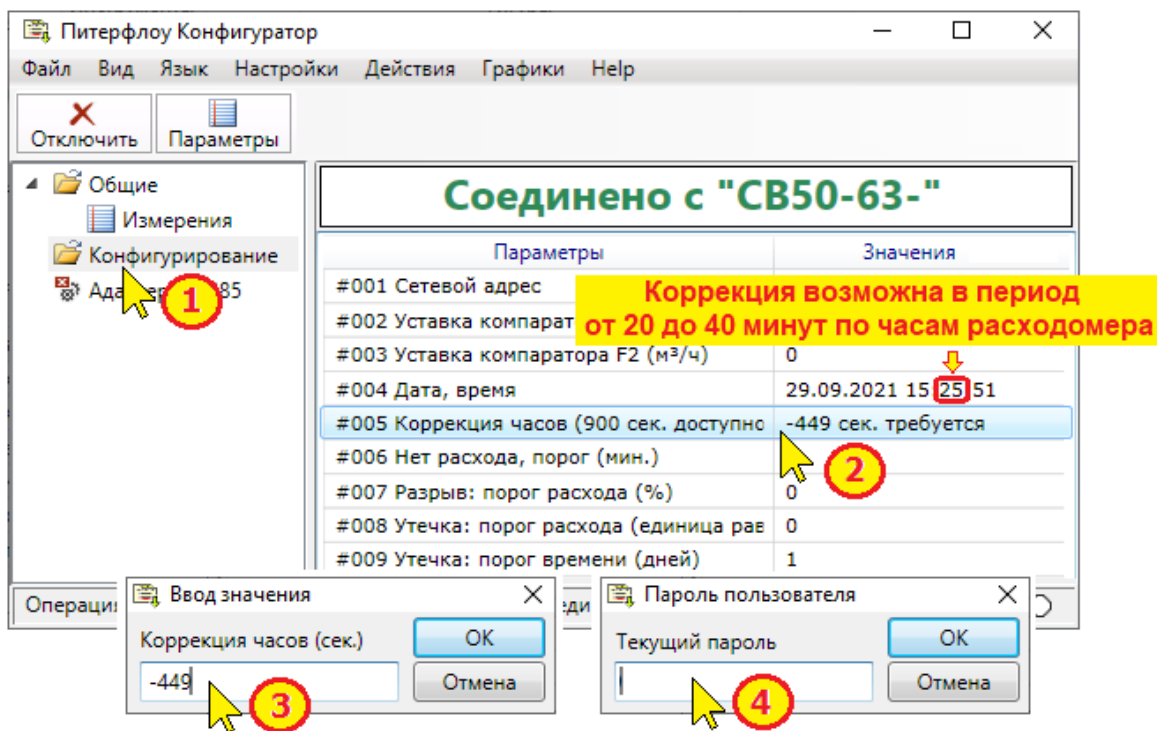 Питерфлоу Конфигуратор
Файл Вид Язык Настройки Действия Графики Help
Отключить Параметры
Общие
Измерения
Конфигурирование
1
85
Соединено с "СВ50-63-"
Параметры Значения
#001 Сетевой адрес
Коррекция возможна в период
от 20 до 40 минут по часам расходомера
#002 Уставка компарат
#003 Уставка компаратора F2 (м³/ч) 0
#004 Дата, время 29.09.2021 15 25 51
#005 Коррекция часов (900 сек. доступно -449 сек. требуется
#006 Нет расхода, порог (мин.)
2
#007 Разрыв: порог расхода (%) 0
#008 Утечка: порог расхода (единица рав 0
#009 Утечка: порог времени (дней) 1
Операция
Ввод значения
Коррекция часов (сек.) OK
-449 Отмена
3
Пароль пользователя
Текущий пароль OK
Отмена
4